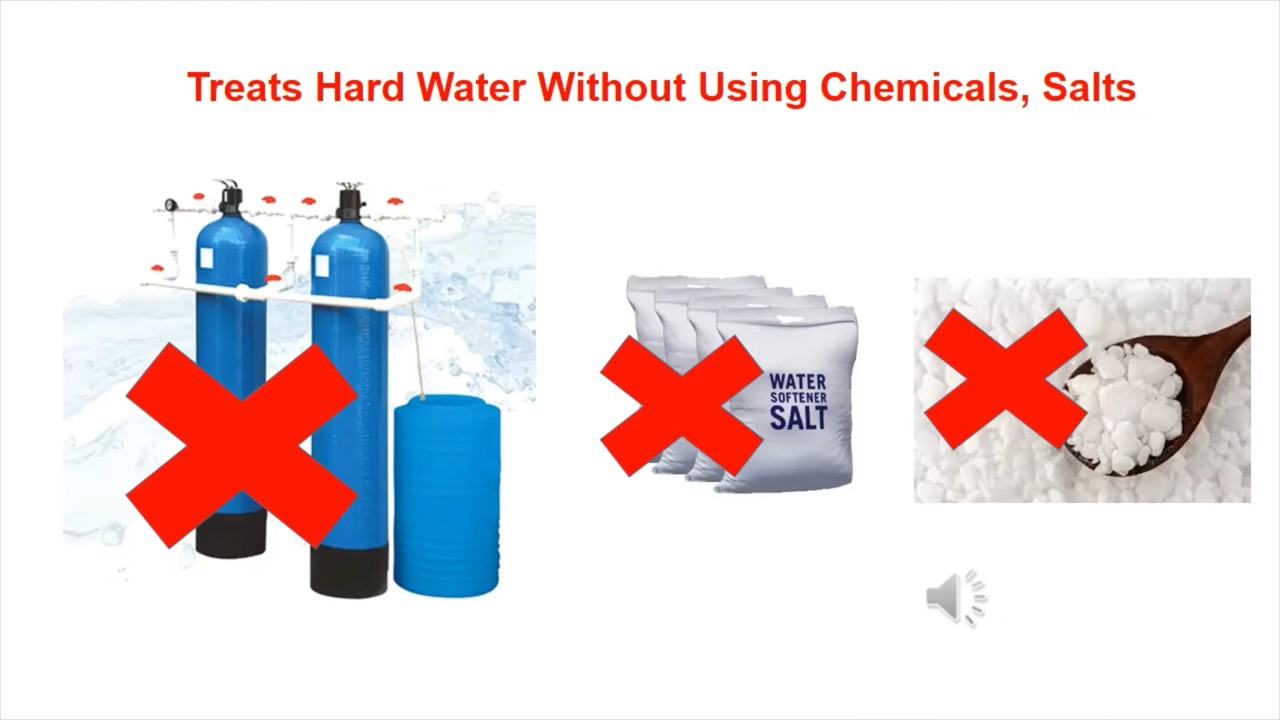 Treats Hard Water Without Using Chemicals, Salts
WATER
SOFTENER
SALT